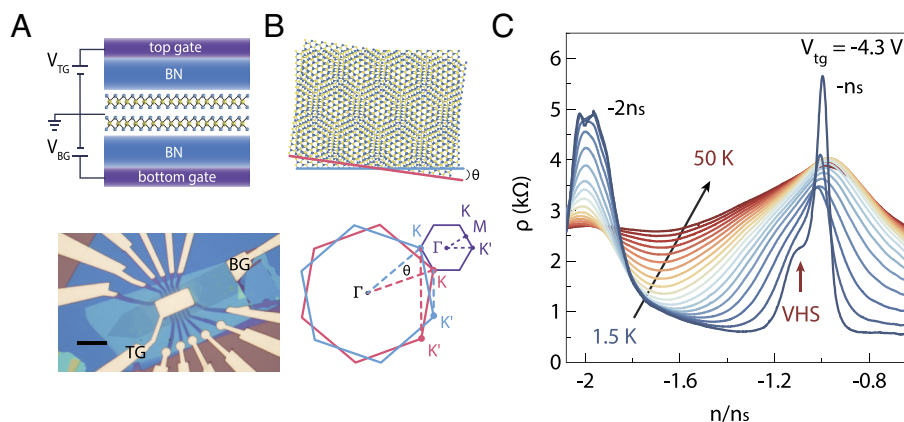 A
V_TG
V_BG
top gate
BN
BN
bottom gate
BG
TG
B
θ
K
M
K'
Γ
K
θ
Γ
K
K'
K'
C
V_tg = -4.3 V
-n_s
-2n_s
50 K
1.5 K
VHS
ρ (kΩ)
6
5
4
3
2
1
0
-2
-1.6
-1.2
-0.8
n/n_s